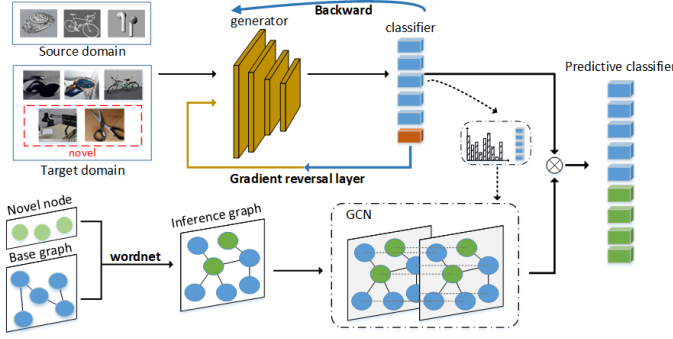 Backward
generator
classifier
Source domain
Predictive classifier
novel
Target domain
Gradient reversal layer
Novel node
Inference graph
GCN
Base graph
wordnet